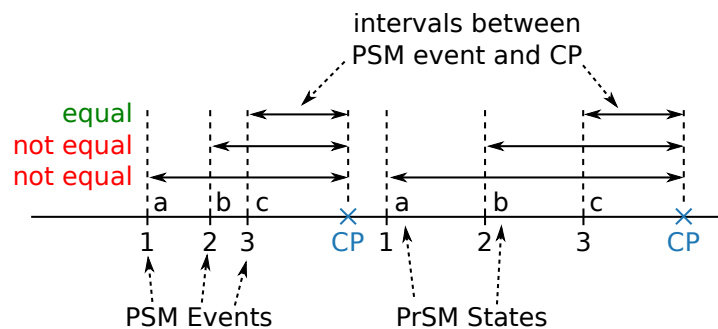 intervals between
PSM event and CP
equal
not equal
not equal
a b c a b c
1 2 3 CP 1 2 3 CP
PSM Events PrSM States